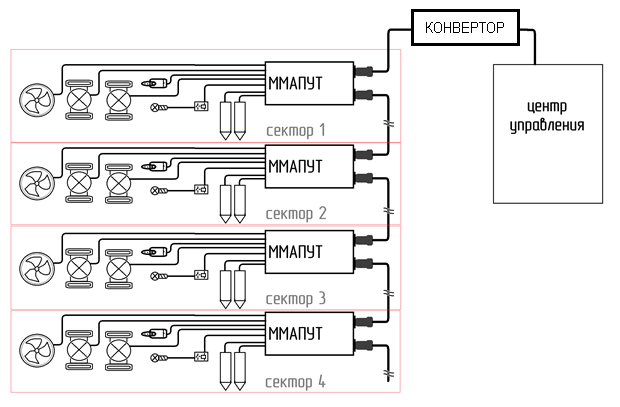 КОНВЕРТОР
ММАПУТ
сектор 1
центр
управления
ММАПУТ
сектор 2
ММАПУТ
сектор 3
ММАПУТ
сектор 4